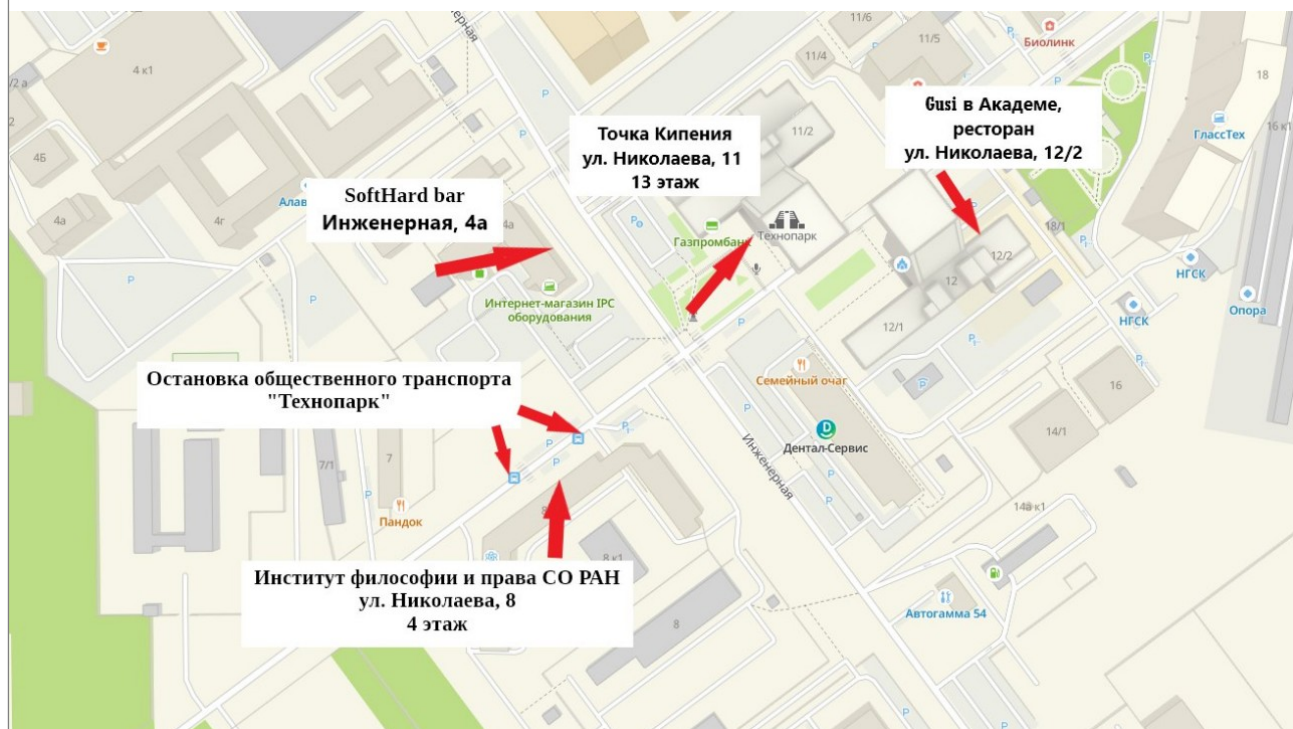 11/6
11/5
Биолинк
11/4
4 к1
18
ГлассТех
16 к1
Gusi в Академе,
ресторан
ул. Николаева, 12/2
Точка Кипения
ул. Николаева, 11
13 этаж
11/2
4Б
4а
4г
SoftHard bar
Инженерная, 4а
4а
Газпромбанк
Технопарк
18/1
12/2
12
12/1
НГСК
НГСК
Опора
Интернет-магазин IPC
оборудования
Остановка общественного транспорта
"Технопарк"
Семейный очаг
16
14/1
Дентал-Сервис
Инженерная
7/1
7
Пандок
8 к1
8
Институт философии и права СО РАН
ул. Николаева, 8
4 этаж
Автогамма 54